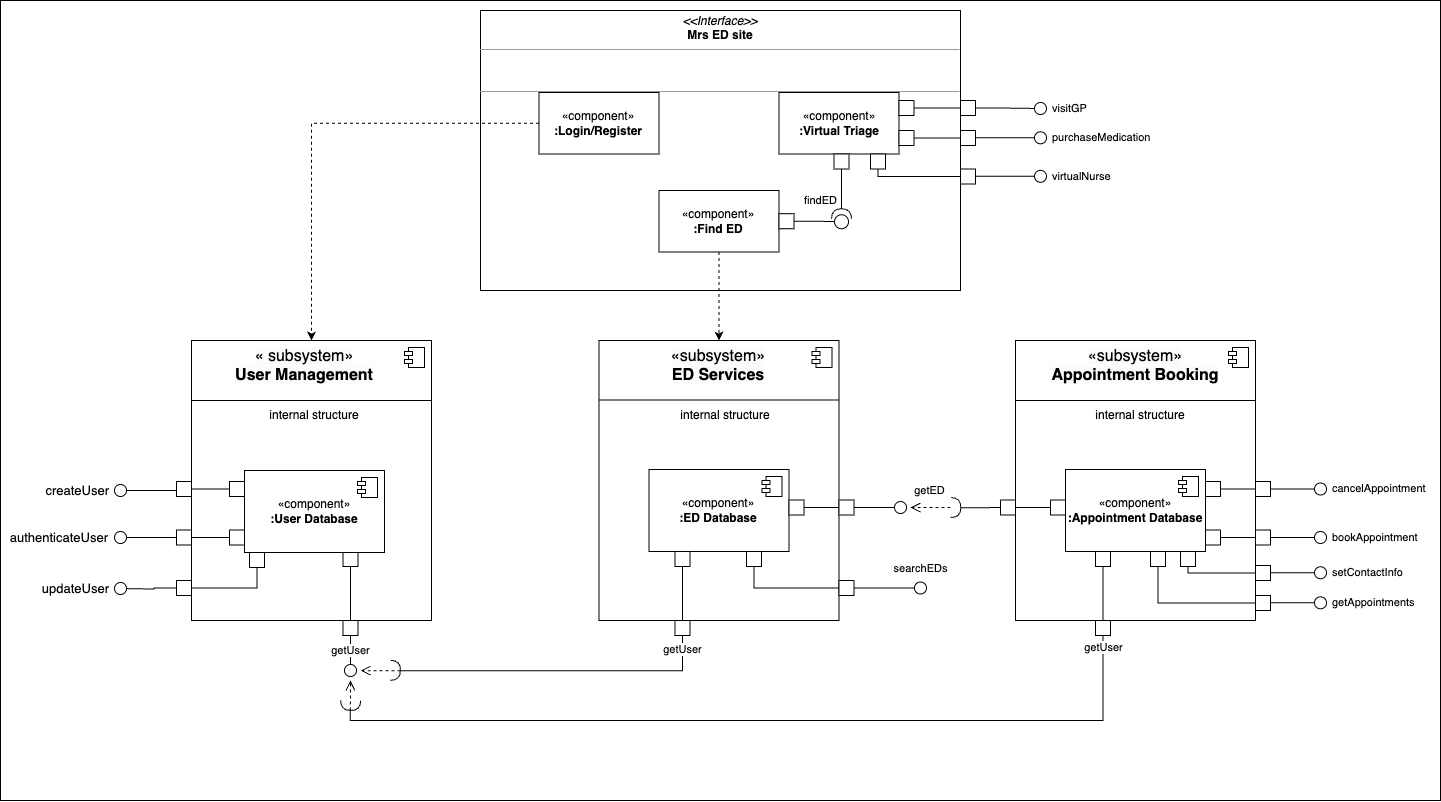 <<Interface>>
Mrs ED site
«component»
:Login/Register
«component»
:Virtual Triage
visitGP
purchaseMedication
virtualNurse
findED
«component»
:Find ED
« subsystem»
User Management
internal structure
«component»
:User Database
createUser
authenticateUser
updateUser
getUser
«subsystem»
ED Services
internal structure
«component»
:ED Database
getED
searchEDs
getUser
«subsystem»
Appointment Booking
internal structure
«component»
:Appointment Database
cancelAppointment
bookAppointment
setContactInfo
getAppointments
getUser